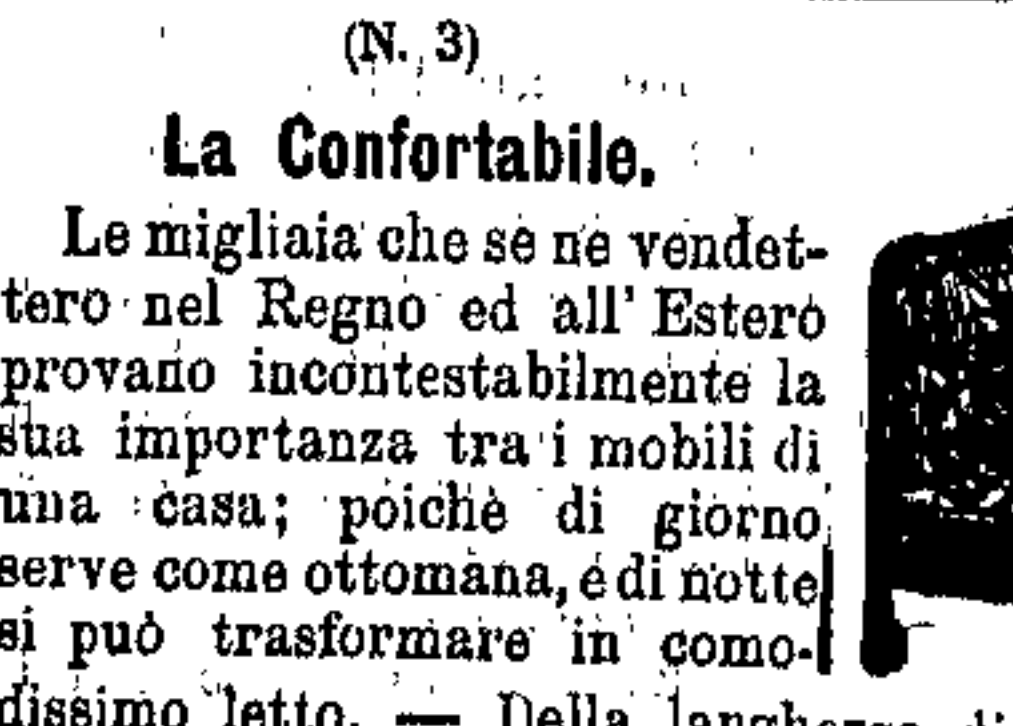 (N. 3)
La Confortabile.
Le migliaia che se ne vendet-
tero nel Regno ed all' Estero
provano incontestabilmente la
sua importanza tra i mobili di
una casa; poichè di giorno
serve come ottomana, e di notte
si può trasformare in como-
dissimo letto. — Della